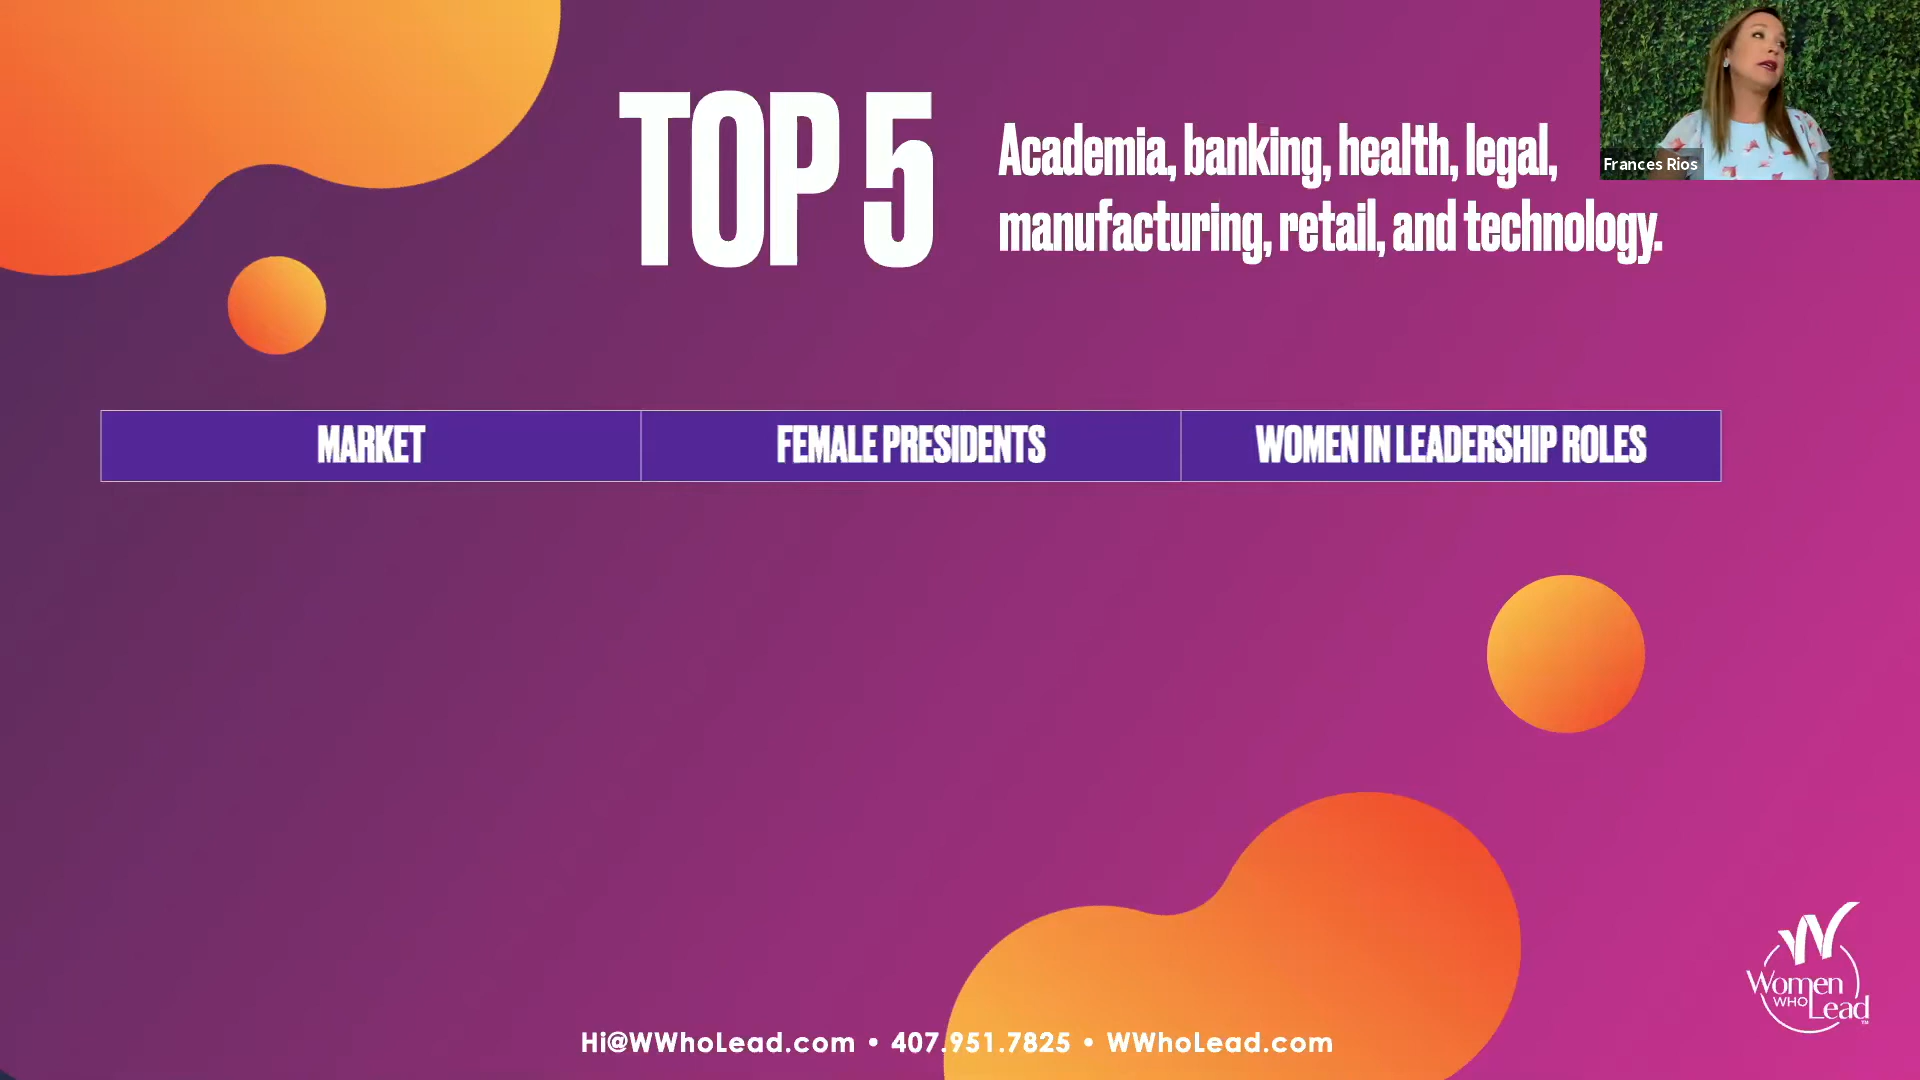 TOP 5
Academia, banking, health, legal,
manufacturing, retail, and technology.
Frances Rios
MARKET
FEMALE PRESIDENTS
WOMEN IN LEADERSHIP ROLES
W
Women
WHO Lead
TM
Hi@WWhoLead.com • 407.951.7825 • WWhoLead.com